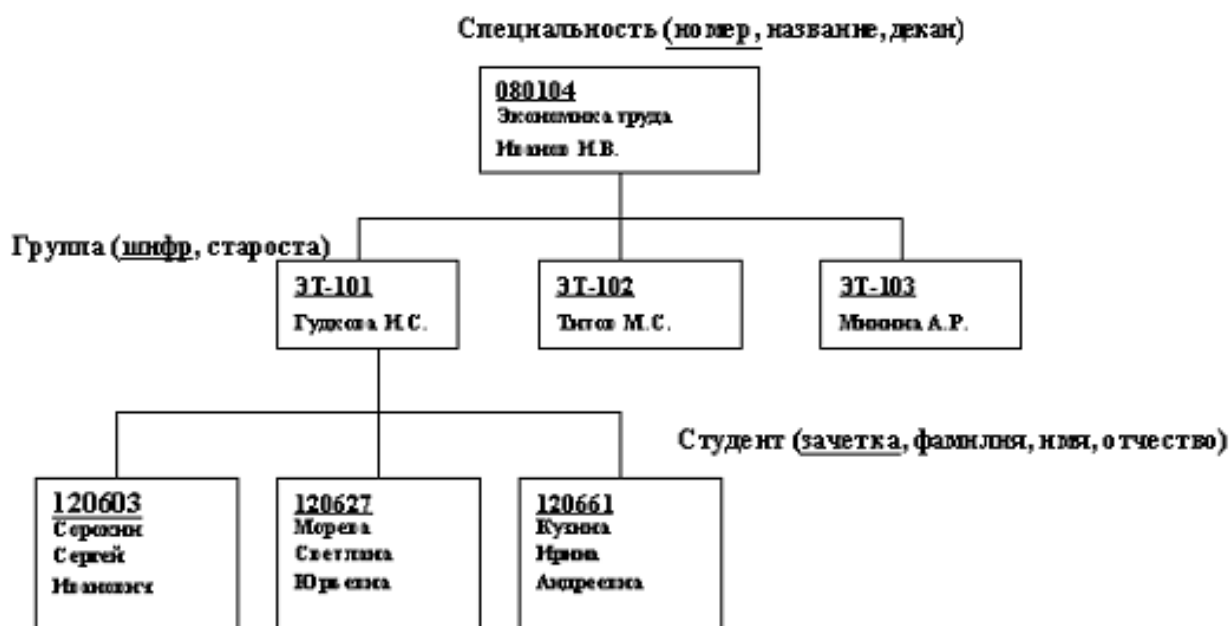 Специальность (номер, название, декан)
080104
Экономика труда
Иванов И.В.
Группа (шифр, староста)
ЭТ-101
Гудкова И.С.
ЭТ-102
Титов М.С.
ЭТ-103
Минина А.Р.
Студент (зачетка, фамилия, имя, отчество)
120603
Сорокин
Сергей
Иванович
120627
Морева
Светлана
Юрьевна
120661
Кузина
Ирина
Андреевна